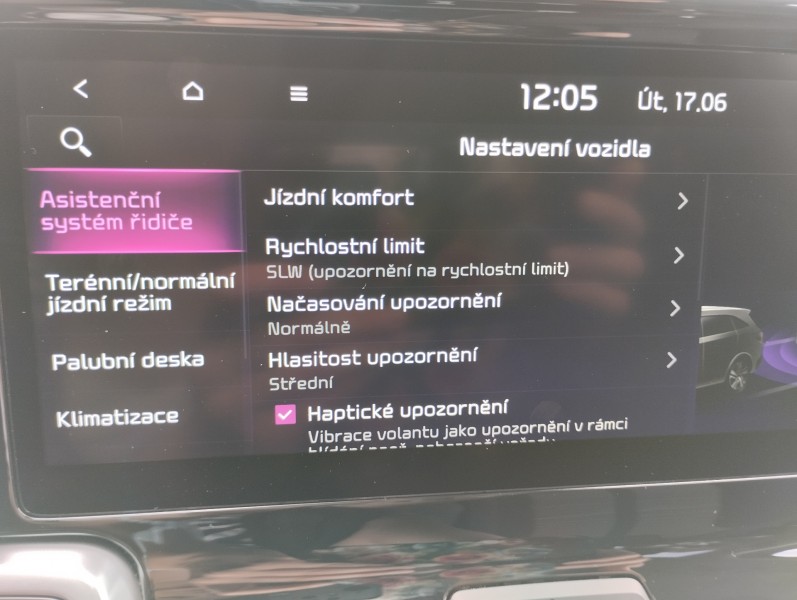 12:05 Út, 17.06
Nastavení vozidla
Asistenční
systém řidiče
Terénní/normální
jízdní režim
Palubní deska
Klimatizace
Jízdní komfort
Rychlostní limit
SLW (upozornění na rychlostní limit)
Načasování upozornění
Normálně
Hlasitost upozornění
Střední
Haptické upozornění
Vibrace volantu jako upozornění v rámci